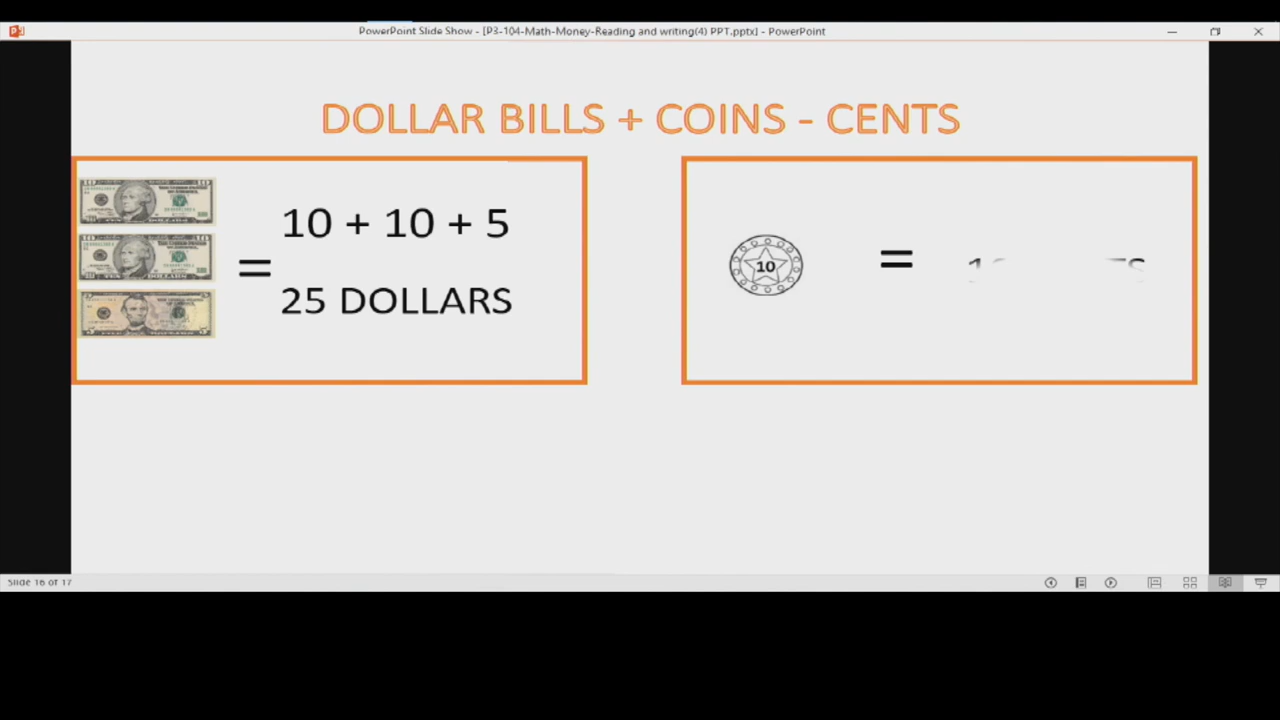 PowerPoint Slide Show - [P3-104-Math-Money-Reading and writing(4) PPT.pptx] - PowerPoint
DOLLAR BILLS + COINS - CENTS
10 + 10 + 5
=
25 DOLLARS
10
=
Slide 16 of 17